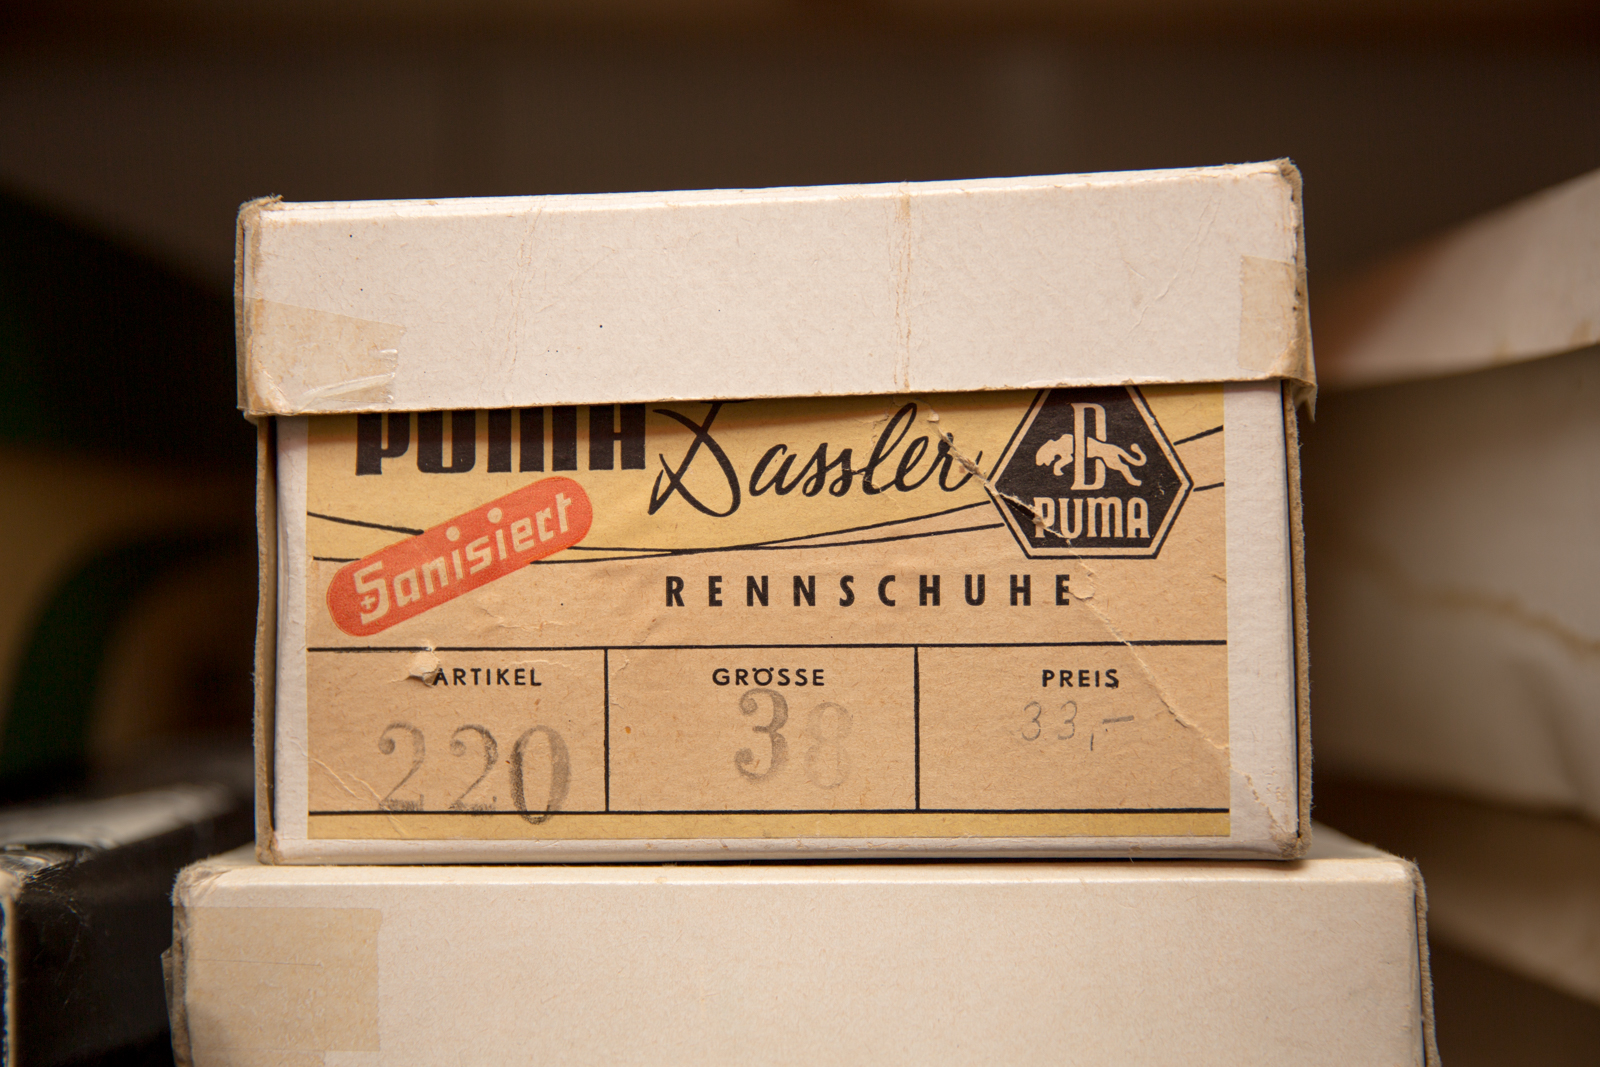 PUMA Dassler
D
PUMA
Sanisiert
RENNSCHUHE
ARTIKEL GRÖSSE PREIS
220 38 33,-